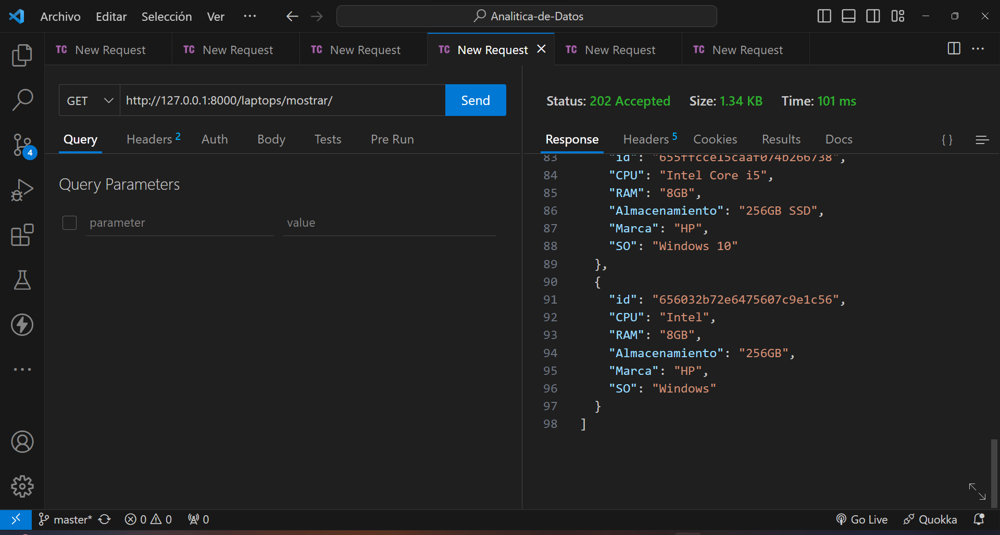 Archivo Editar Selección Ver ··· Analitica-de-Datos
TC New Request TC New Request TC New Request TC New Request TC New Request TC New Request
GET http://127.0.0.1:8000/laptops/mostrar/ Send
Status: 202 Accepted Size: 1.34 KB Time: 101 ms
Query Headers 2 Auth Body Tests Pre Run
Response Headers 5 Cookies Results Docs { }
Query Parameters
parameter value
83 "id": "655ffcce15caaf074b266738",
84 "CPU": "Intel Core i5",
85 "RAM": "8GB",
86 "Almacenamiento": "256GB SSD",
87 "Marca": "HP",
88 "SO": "Windows 10"
89 },
90 {
91 "id": "656032b72e6475607c9e1c56",
92 "CPU": "Intel",
93 "RAM": "8GB",
94 "Almacenamiento": "256GB",
95 "Marca": "HP",
96 "SO": "Windows"
97 }
98 ]
4
master* 0 0 0 Go Live Quokka